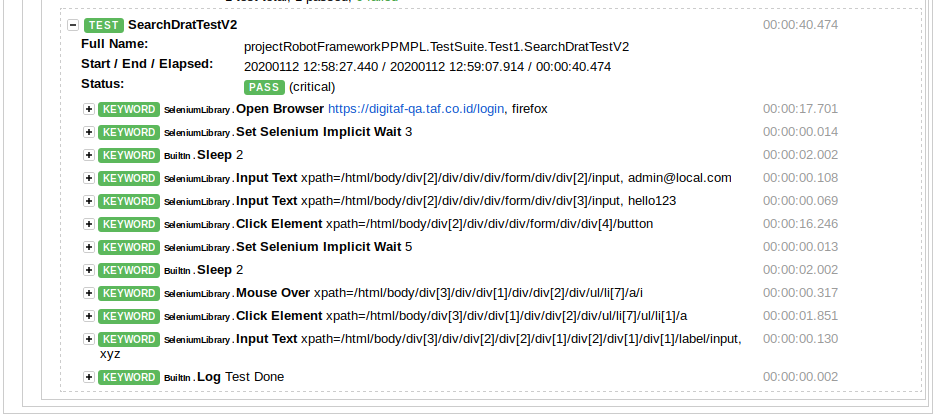 TEST SearchDratTestV2 00:00:40.474
Full Name: projectRobotFrameworkPPMPL.TestSuite.Test1.SearchDratTestV2
Start / End / Elapsed: 20200112 12:58:27.440 / 20200112 12:59:07.914 / 00:00:40.474
Status: PASS (critical)
KEYWORD SeleniumLibrary.Open Browser https://digitaf-qa.taf.co.id/login, firefox 00:00:17.701
KEYWORD SeleniumLibrary.Set Selenium Implicit Wait 3 00:00:00.014
KEYWORD BuiltIn.Sleep 2 00:00:02.002
KEYWORD SeleniumLibrary.Input Text xpath=/html/body/div[2]/div/div/div/form/div/div[2]/input, admin@local.com 00:00:00.108
KEYWORD SeleniumLibrary.Input Text xpath=/html/body/div[2]/div/div/div/form/div/div[3]/input, hello123 00:00:00.069
KEYWORD SeleniumLibrary.Click Element xpath=/html/body/div[2]/div/div/div/form/div/div[4]/button 00:00:16.246
KEYWORD SeleniumLibrary.Set Selenium Implicit Wait 5 00:00:00.013
KEYWORD BuiltIn.Sleep 2 00:00:02.002
KEYWORD SeleniumLibrary.Mouse Over xpath=/html/body/div[3]/div/div[1]/div/div[2]/div/ul/li[7]/a/i 00:00:00.317
KEYWORD SeleniumLibrary.Click Element xpath=/html/body/div[3]/div/div[1]/div/div[2]/div/ul/li[7]/ul/li[1]/a 00:00:01.851
KEYWORD SeleniumLibrary.Input Text xpath=/html/body/div[3]/div/div[2]/div[2]/div[1]/div[2]/div[1]/div[1]/label/input, 00:00:00.130
xyz
KEYWORD BuiltIn.Log Test Done 00:00:00.002